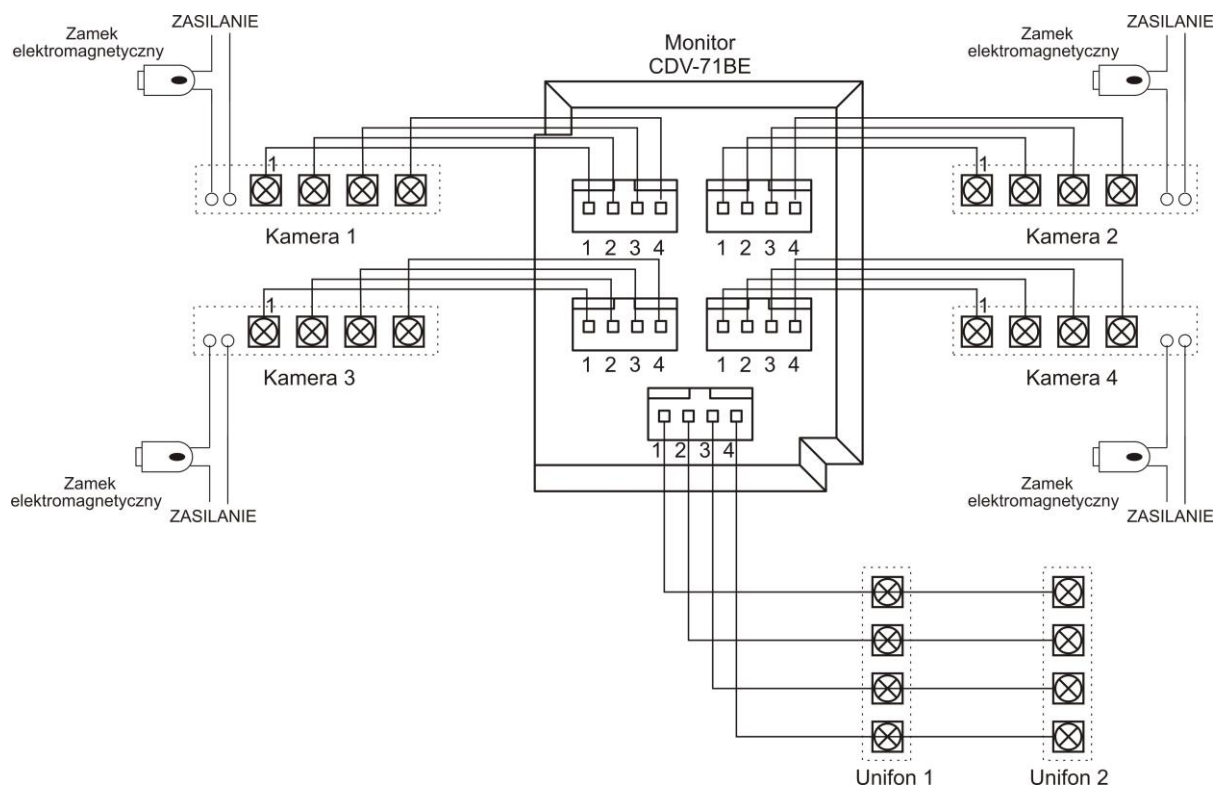 ZASILANIE
Zamek
elektromagnetyczny
Monitor
CDV-71BE
ZASILANIE
Zamek
elektromagnetyczny
1
1
Kamera 1
1 2 3 4
1 2 3 4
Kamera 2
1
1
Kamera 3
1 2 3 4
1 2 3 4
Kamera 4
1 2 3 4
Zamek
elektromagnetyczny
ZASILANIE
Zamek
elektromagnetyczny
ZASILANIE
Unifon 1
Unifon 2